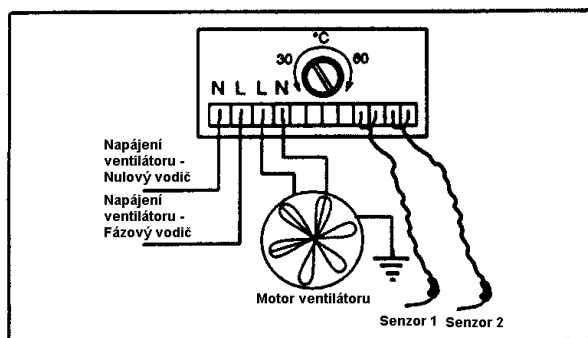 °C
30 60
N L L N
Napájení
ventilátoru -
Nulový vodič
Napájení
ventilátoru -
Fázový vodič
Motor ventilátoru
Senzor 1 Senzor 2